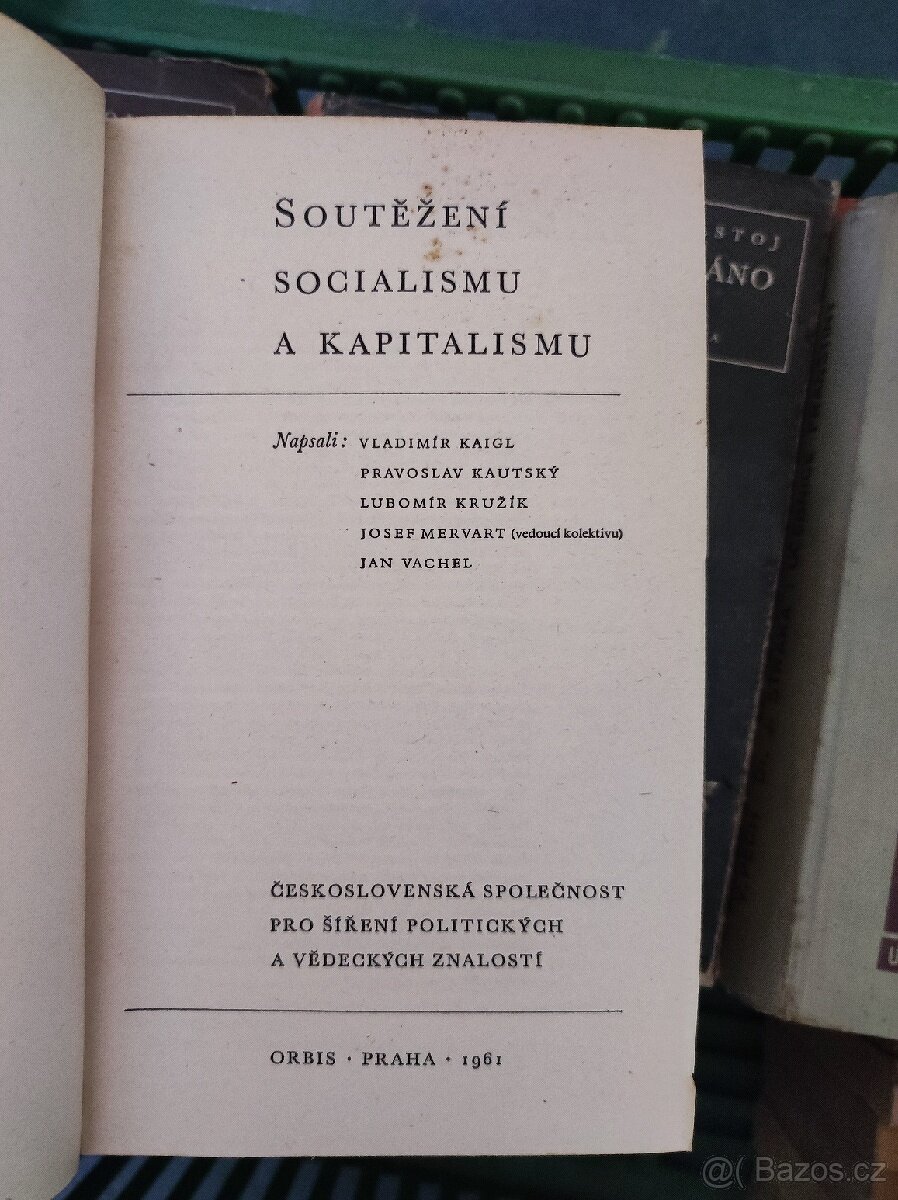 SOUTĚŽENÍ
SOCIALISMU
A KAPITALISMU
Napsali: VLADIMÍR KAIGL
PRAVOSLAV KAUTSKÝ
LUBOMÍR KRUŽÍK
JOSEF MERVART (vedoucí kolektivu)
JAN VACHEL
ČESKOSLOVENSKÁ SPOLEČNOST
PRO ŠÍŘENÍ POLITICKÝCH
A VĚDECKÝCH ZNALOSTÍ
ORBIS · PRAHA · 1961
STOJ
ÁNO
@( Bazos.cz